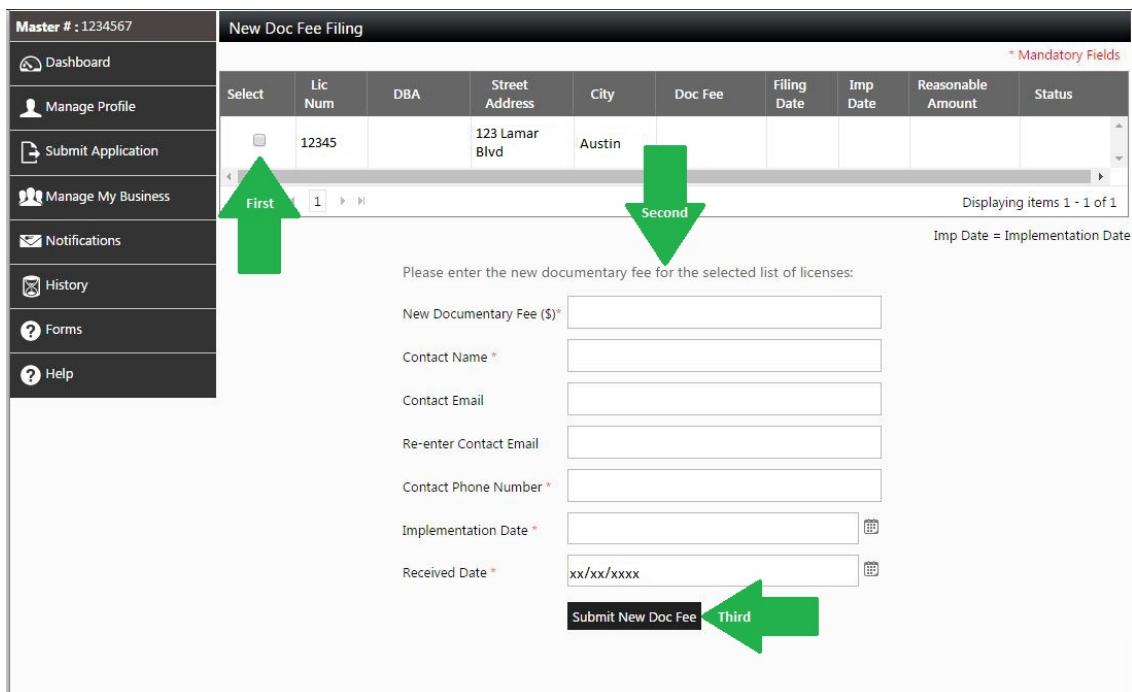 Master # : 1234567
Dashboard
Manage Profile
Submit Application
Manage My Business
Notifications
History
Forms
Help
New Doc Fee Filing
* Mandatory Fields
Select Lic Num DBA Street Address City Doc Fee Filing Date Imp Date Reasonable Amount Status
12345 123 Lamar Blvd Austin
First
1
Second
Displaying items 1 - 1 of 1
Imp Date = Implementation Date
Please enter the new documentary fee for the selected list of licenses:
New Documentary Fee ($)*
Contact Name *
Contact Email
Re-enter Contact Email
Contact Phone Number *
Implementation Date *
Received Date * xx/xx/xxxx
Submit New Doc Fee Third